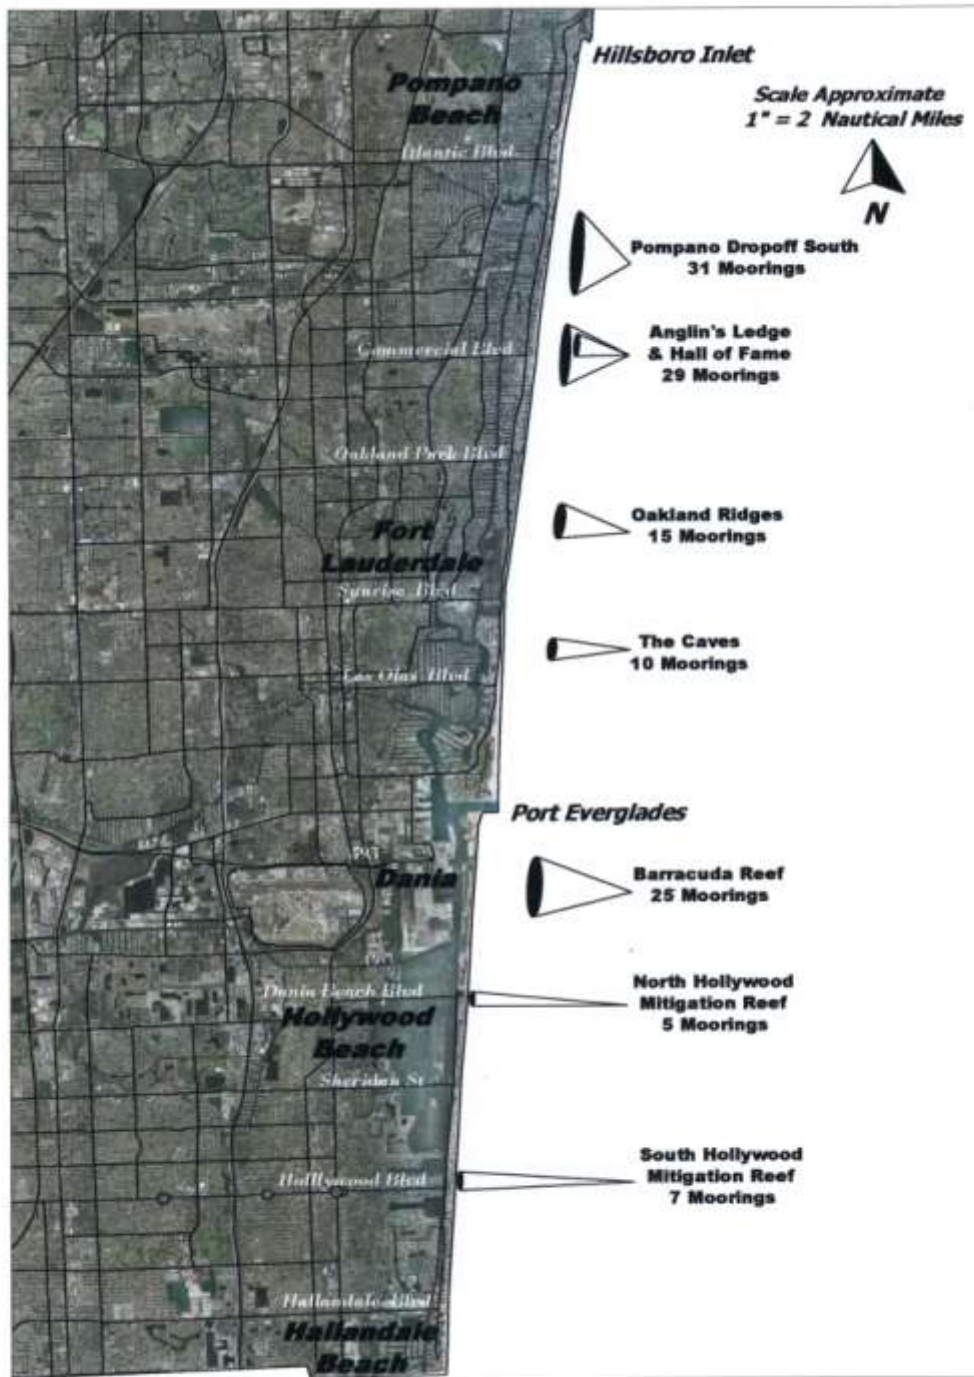 Hillsboro Inlet
Pompano
Beach
Scale Approximate
1" = 2 Nautical Miles
Atlantic Blvd.
N
Pompano Dropoff South
31 Moorings
Anglin's Ledge
& Hall of Fame
29 Moorings
Commercial Blvd
Oakland Park Blvd
Oakland Ridges
15 Moorings
Fort
Lauderdale
Sunrise Blvd
The Caves
10 Moorings
Las Olas Blvd
Port Everglades
Barracuda Reef
25 Moorings
Dania
North Hollywood
Mitigation Reef
5 Moorings
Dania Beach Blvd
Hollywood
Beach
Sheridan St
South Hollywood
Mitigation Reef
7 Moorings
Holllywood Blvd
Hallandale Blvd
Hallandale
Beach